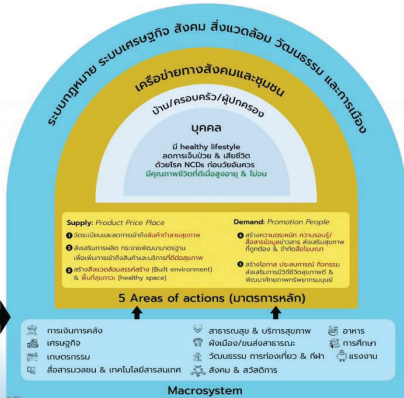 ระบบกฎหมาย ระบบเศรษฐกิจ สังคม สิ่งแวดล้อม วัฒนธรรม และการเมือง
เครือข่ายทางสังคมและชุมชน
บ้าน/ครอบครัว/ผู้ปกครอง
บุคคล
มี healthy lifestyle
ลดการเจ็บป่วย & เสียชีวิต
ด้วยโรค NCDs ก่อนวัยอันควร
มีคุณภาพชีวิตที่ดีเมื่อสูงอายุ & ไม่จน
Supply: Product Price Place
1 จัดระเบียบและลดการเข้าถึงสินค้าทำลายสุขภาพ
2 ส่งเสริมการผลิต กระจายพัฒนามาตรฐาน
เพื่อเพิ่มการเข้าถึงสินค้าและบริการที่ดีต่อสุขภาพ
3 สร้างสิ่งแวดล้อมสรรค์สร้าง (Built environment)
& พื้นที่สุขภาวะ (healthy space)
Demand: Promotion People
4 สร้างความตระหนัก ความรอบรู้/
สื่อสารข้อมูลข่าวสาร ส่งเสริมสุขภาพ
ที่ถูกต้อง & จำกัดสื่อโฆษณา
5 สร้างโอกาส ประสบการณ์ กิจกรรม
ส่งเสริมการมีวิถีชีวิตสุขภาพดี &
พัฒนาศักยภาพทรัพยากรมนุษย์
5 Areas of actions (มาตรการหลัก)
การเงินการคลัง
เศรษฐกิจ
เกษตรกรรม
สื่อสารมวลชน & เทคโนโลยีสารสนเทศ
สาธารณสุข & บริการสุขภาพ
ผังเมือง/ขนส่งสาธารณะ
วัฒนธรรม การท่องเที่ยว & กีฬา
สังคม & สวัสดิการ
อาหาร
การศึกษา
แรงงาน
Macrosystem